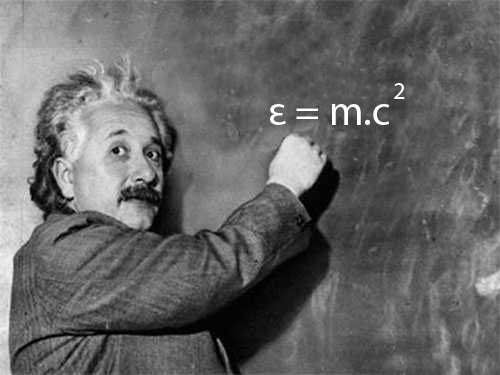 ε = m.c²